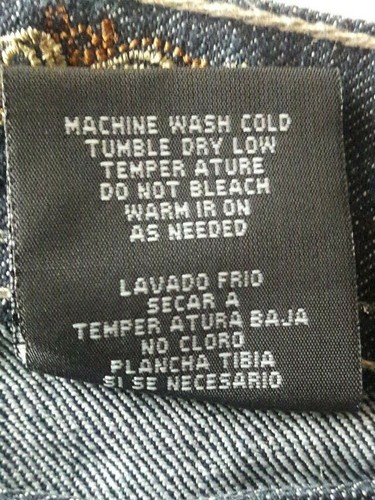 MACHINE WASH COLD
TUMBLE DRY LOW
TEMPER ATURE
DO NOT BLEACH
WARM IR ON
AS NEEDED
LAVADO FRIO
SECAR A
TEMPER ATURA BAJA
NO CLORO
PLANCHA TIBIA
SI SE NECESARIO